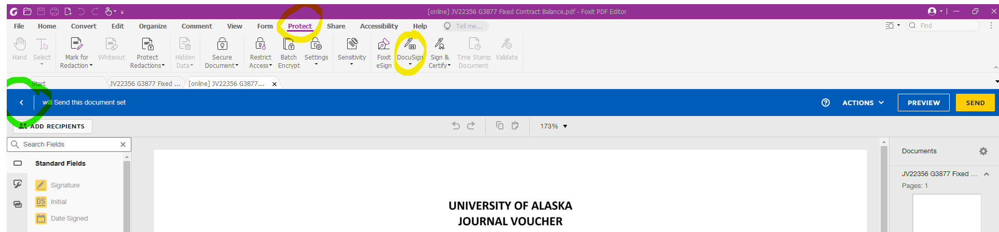 [online] JV22356 G3877 Fixed Contract Balance.pdf - Foxit PDF Editor
File Home Convert Edit Organize Comment View Form Protect Share Accessibility Help Tell me... Find
Hand Select Mark for Redaction Whiteout Protect Redactions Hidden Data Secure Document Restrict Access Batch Encrypt Settings Sensitivity Foxit eSign DocuSign Sign & Certify Time Stamp Document Validate
Start JV22356 G3877 Fixed ... [online] JV22356 G3877...
will Send this document set ACTIONS PREVIEW SEND
ADD RECIPIENTS 173%
Search Fields
Documents
Standard Fields
JV22356 G3877 Fixed ...
Signature
Pages: 1
DS Initial
Date Signed
UNIVERSITY OF ALASKA
JOURNAL VOUCHER